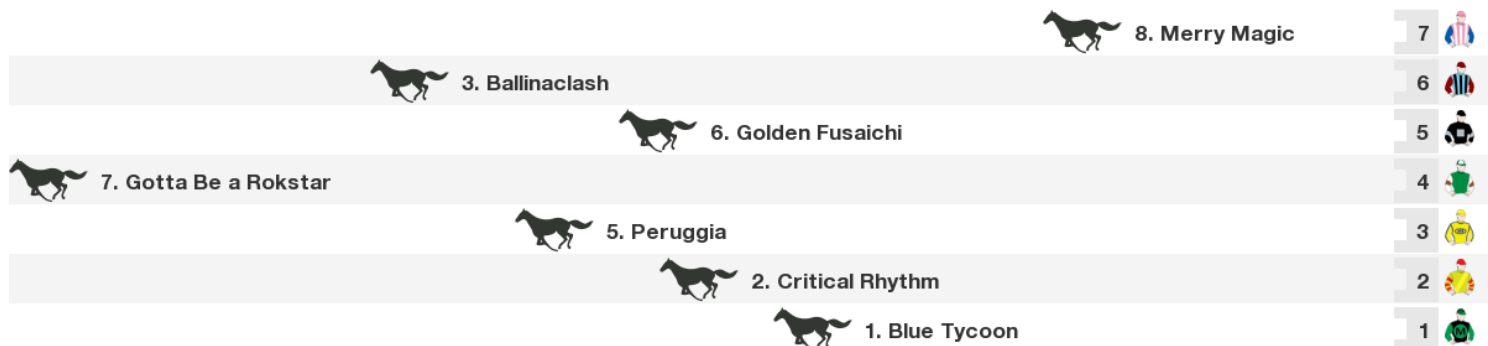 8. Merry Magic 7
3. Ballinaclash 6
6. Golden Fusaichi 5
7. Gotta Be a Rokstar 4
5. Peruggia 3
2. Critical Rhythm 2
1. Blue Tycoon 1
M